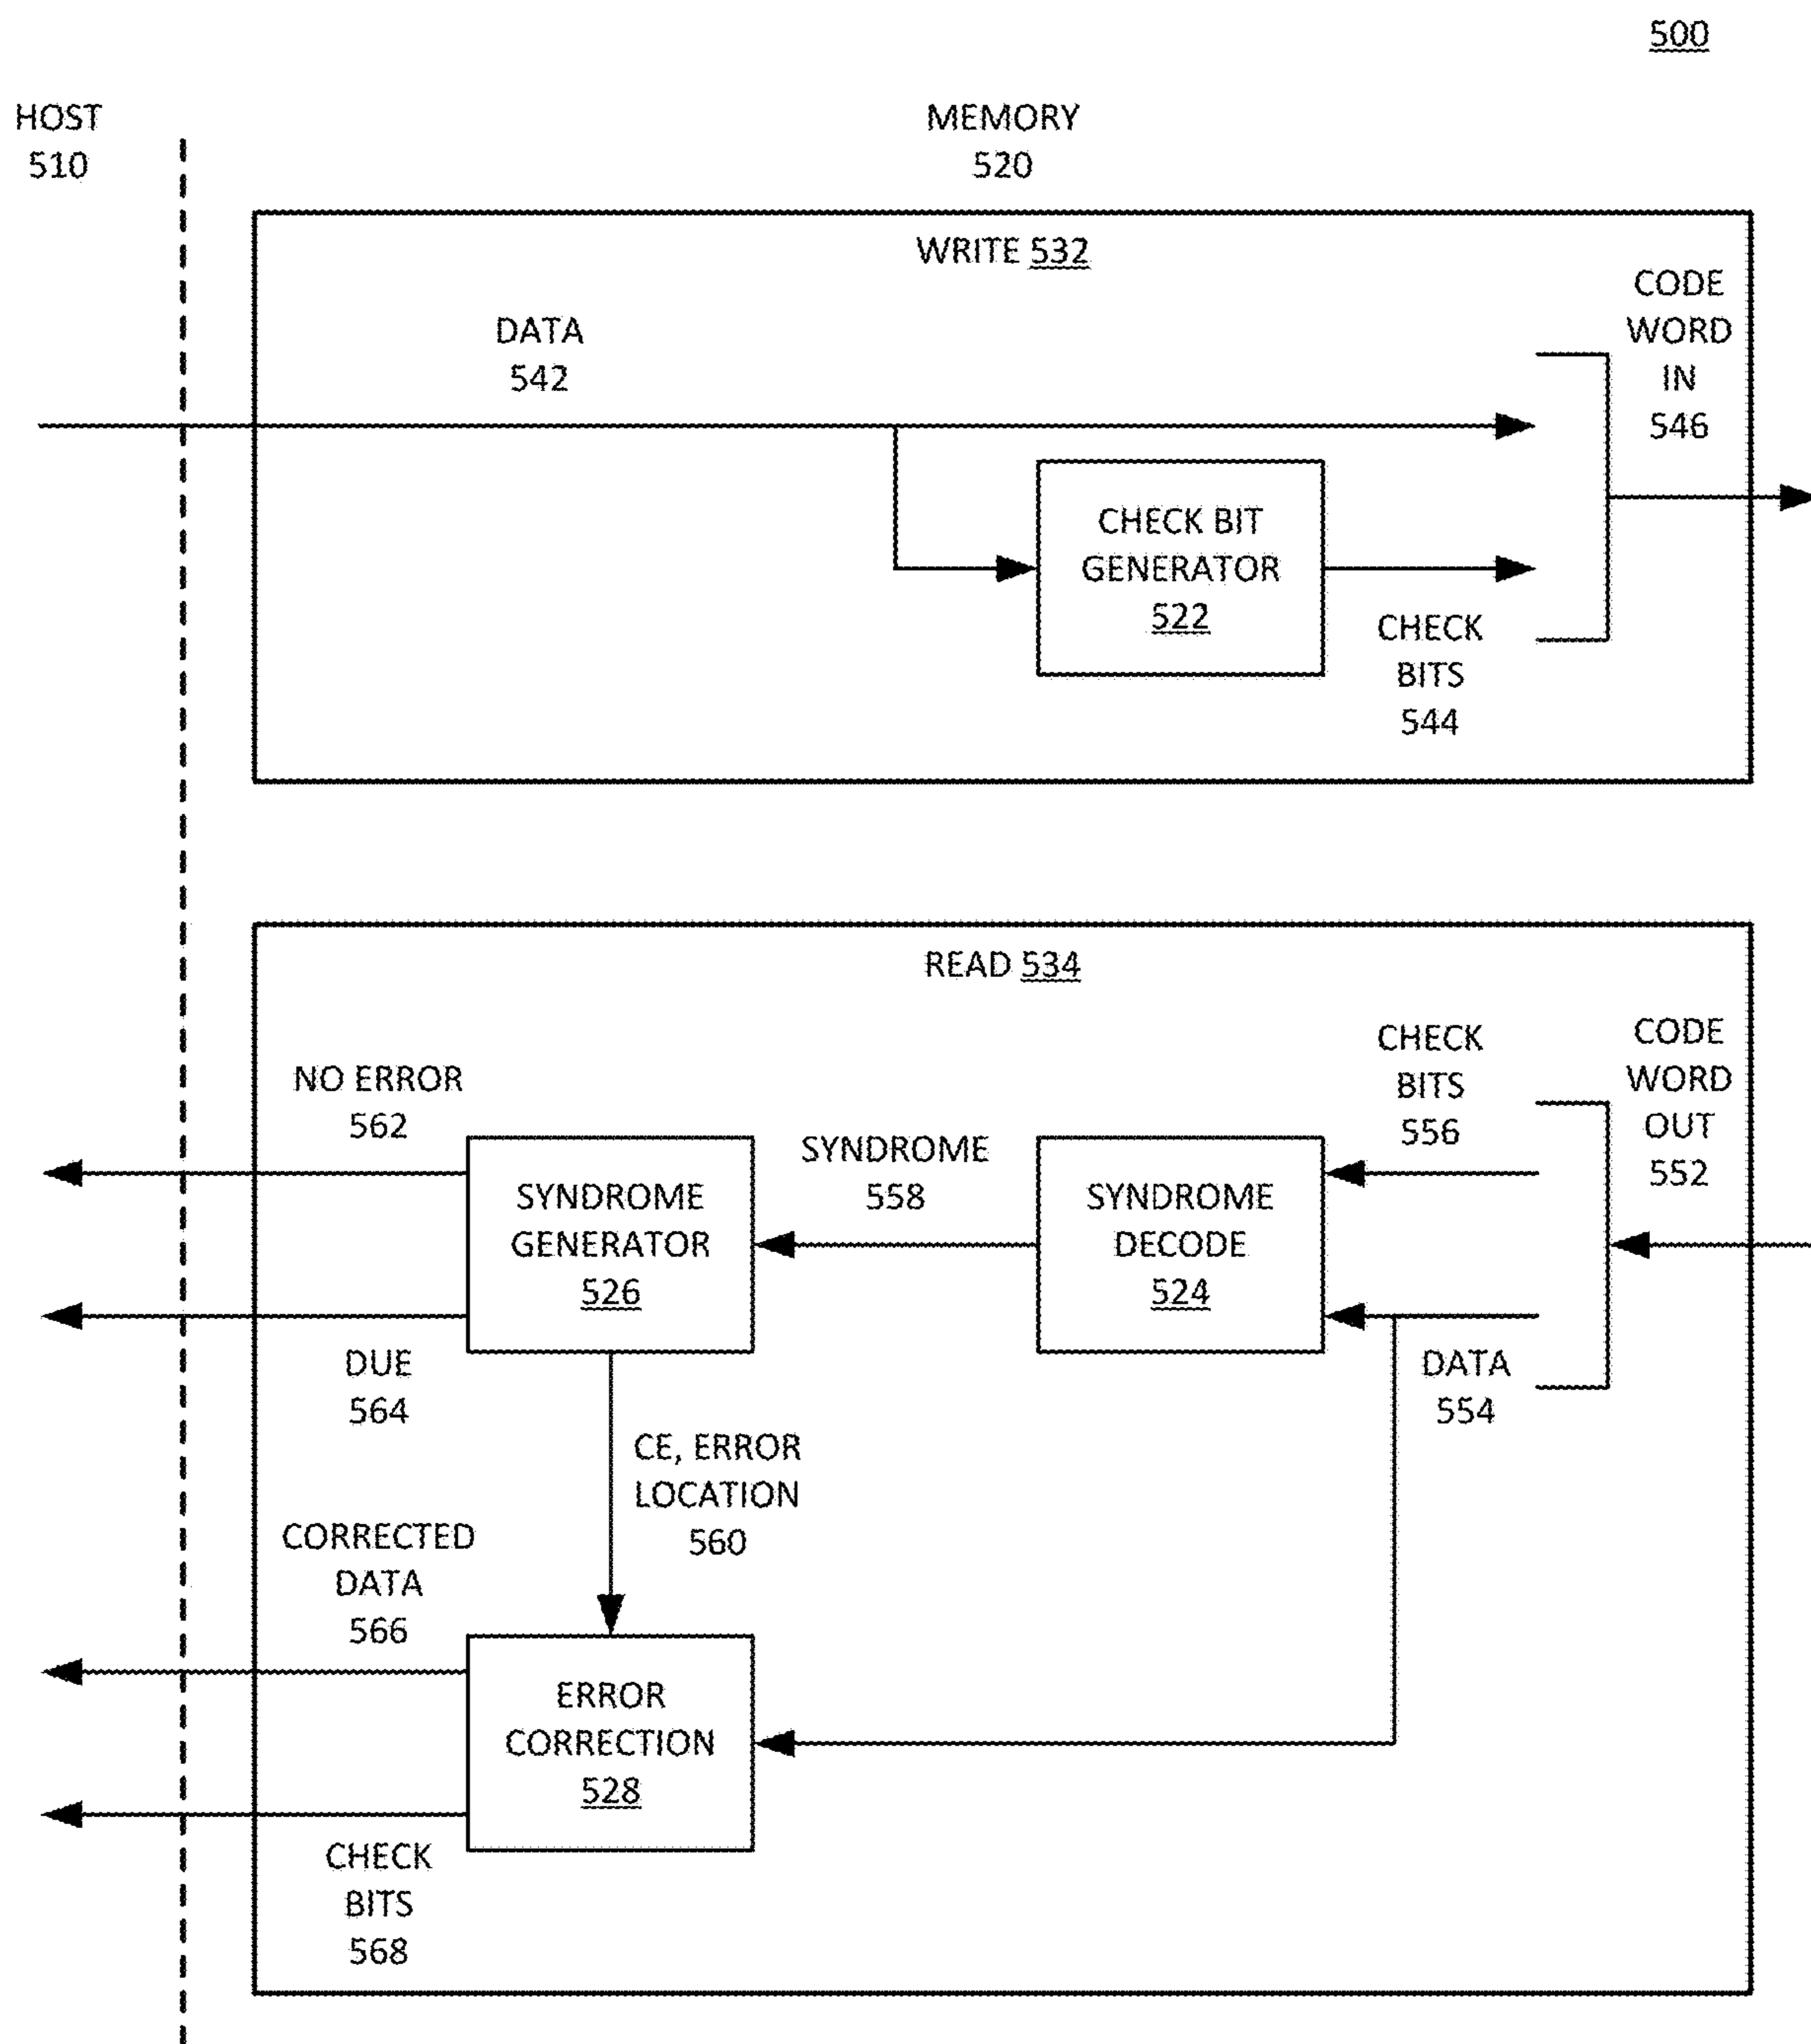 500
HOST
510
MEMORY
520
WRITE 532
DATA
542
CODE
WORD
IN
546
CHECK BIT
GENERATOR
522
CHECK
BITS
544
READ 534
NO ERROR
562
SYNDROME
GENERATOR
526
SYNDROME
558
SYNDROME
DECODE
524
CHECK
BITS
556
CODE
WORD
OUT
552
DUE
564
DATA
554
CE, ERROR
LOCATION
560
CORRECTED
DATA
566
ERROR
CORRECTION
528
CHECK
BITS
568